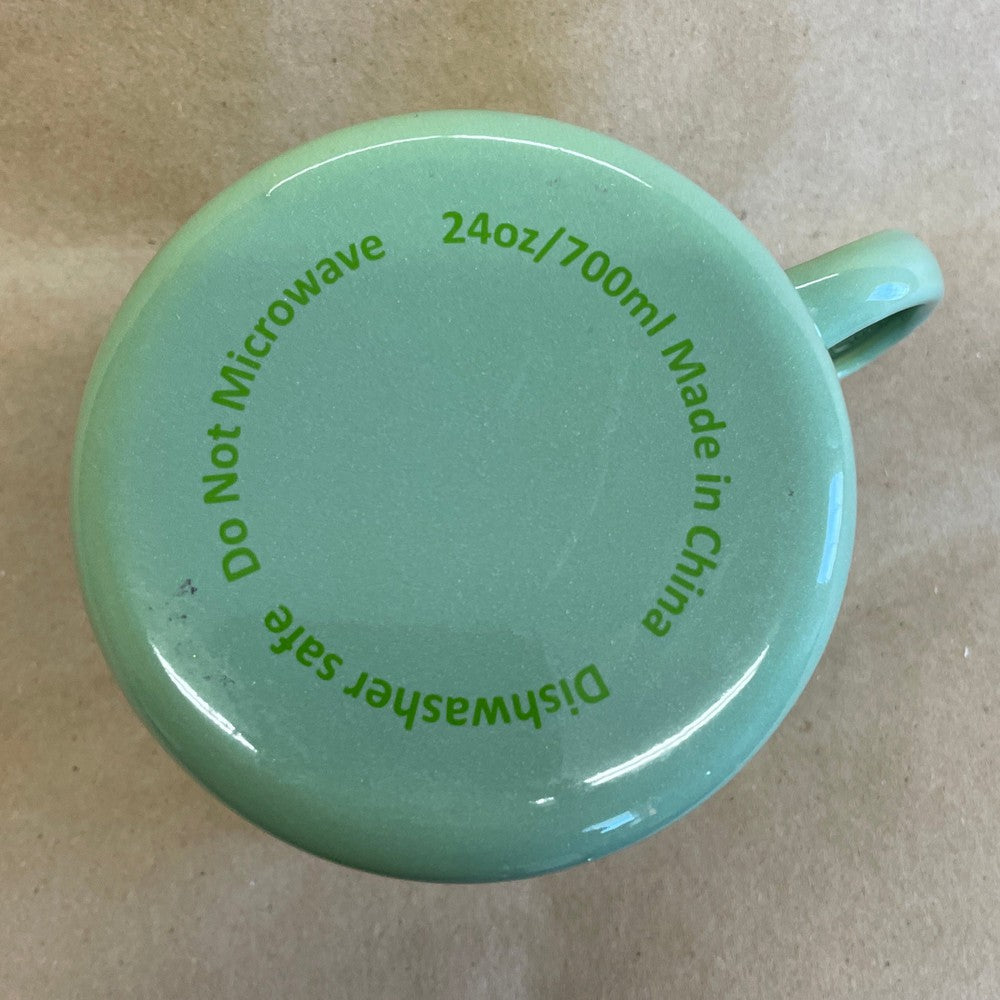 24oz/700ml Made in China
Dishwasher safe
Do Not Microwave